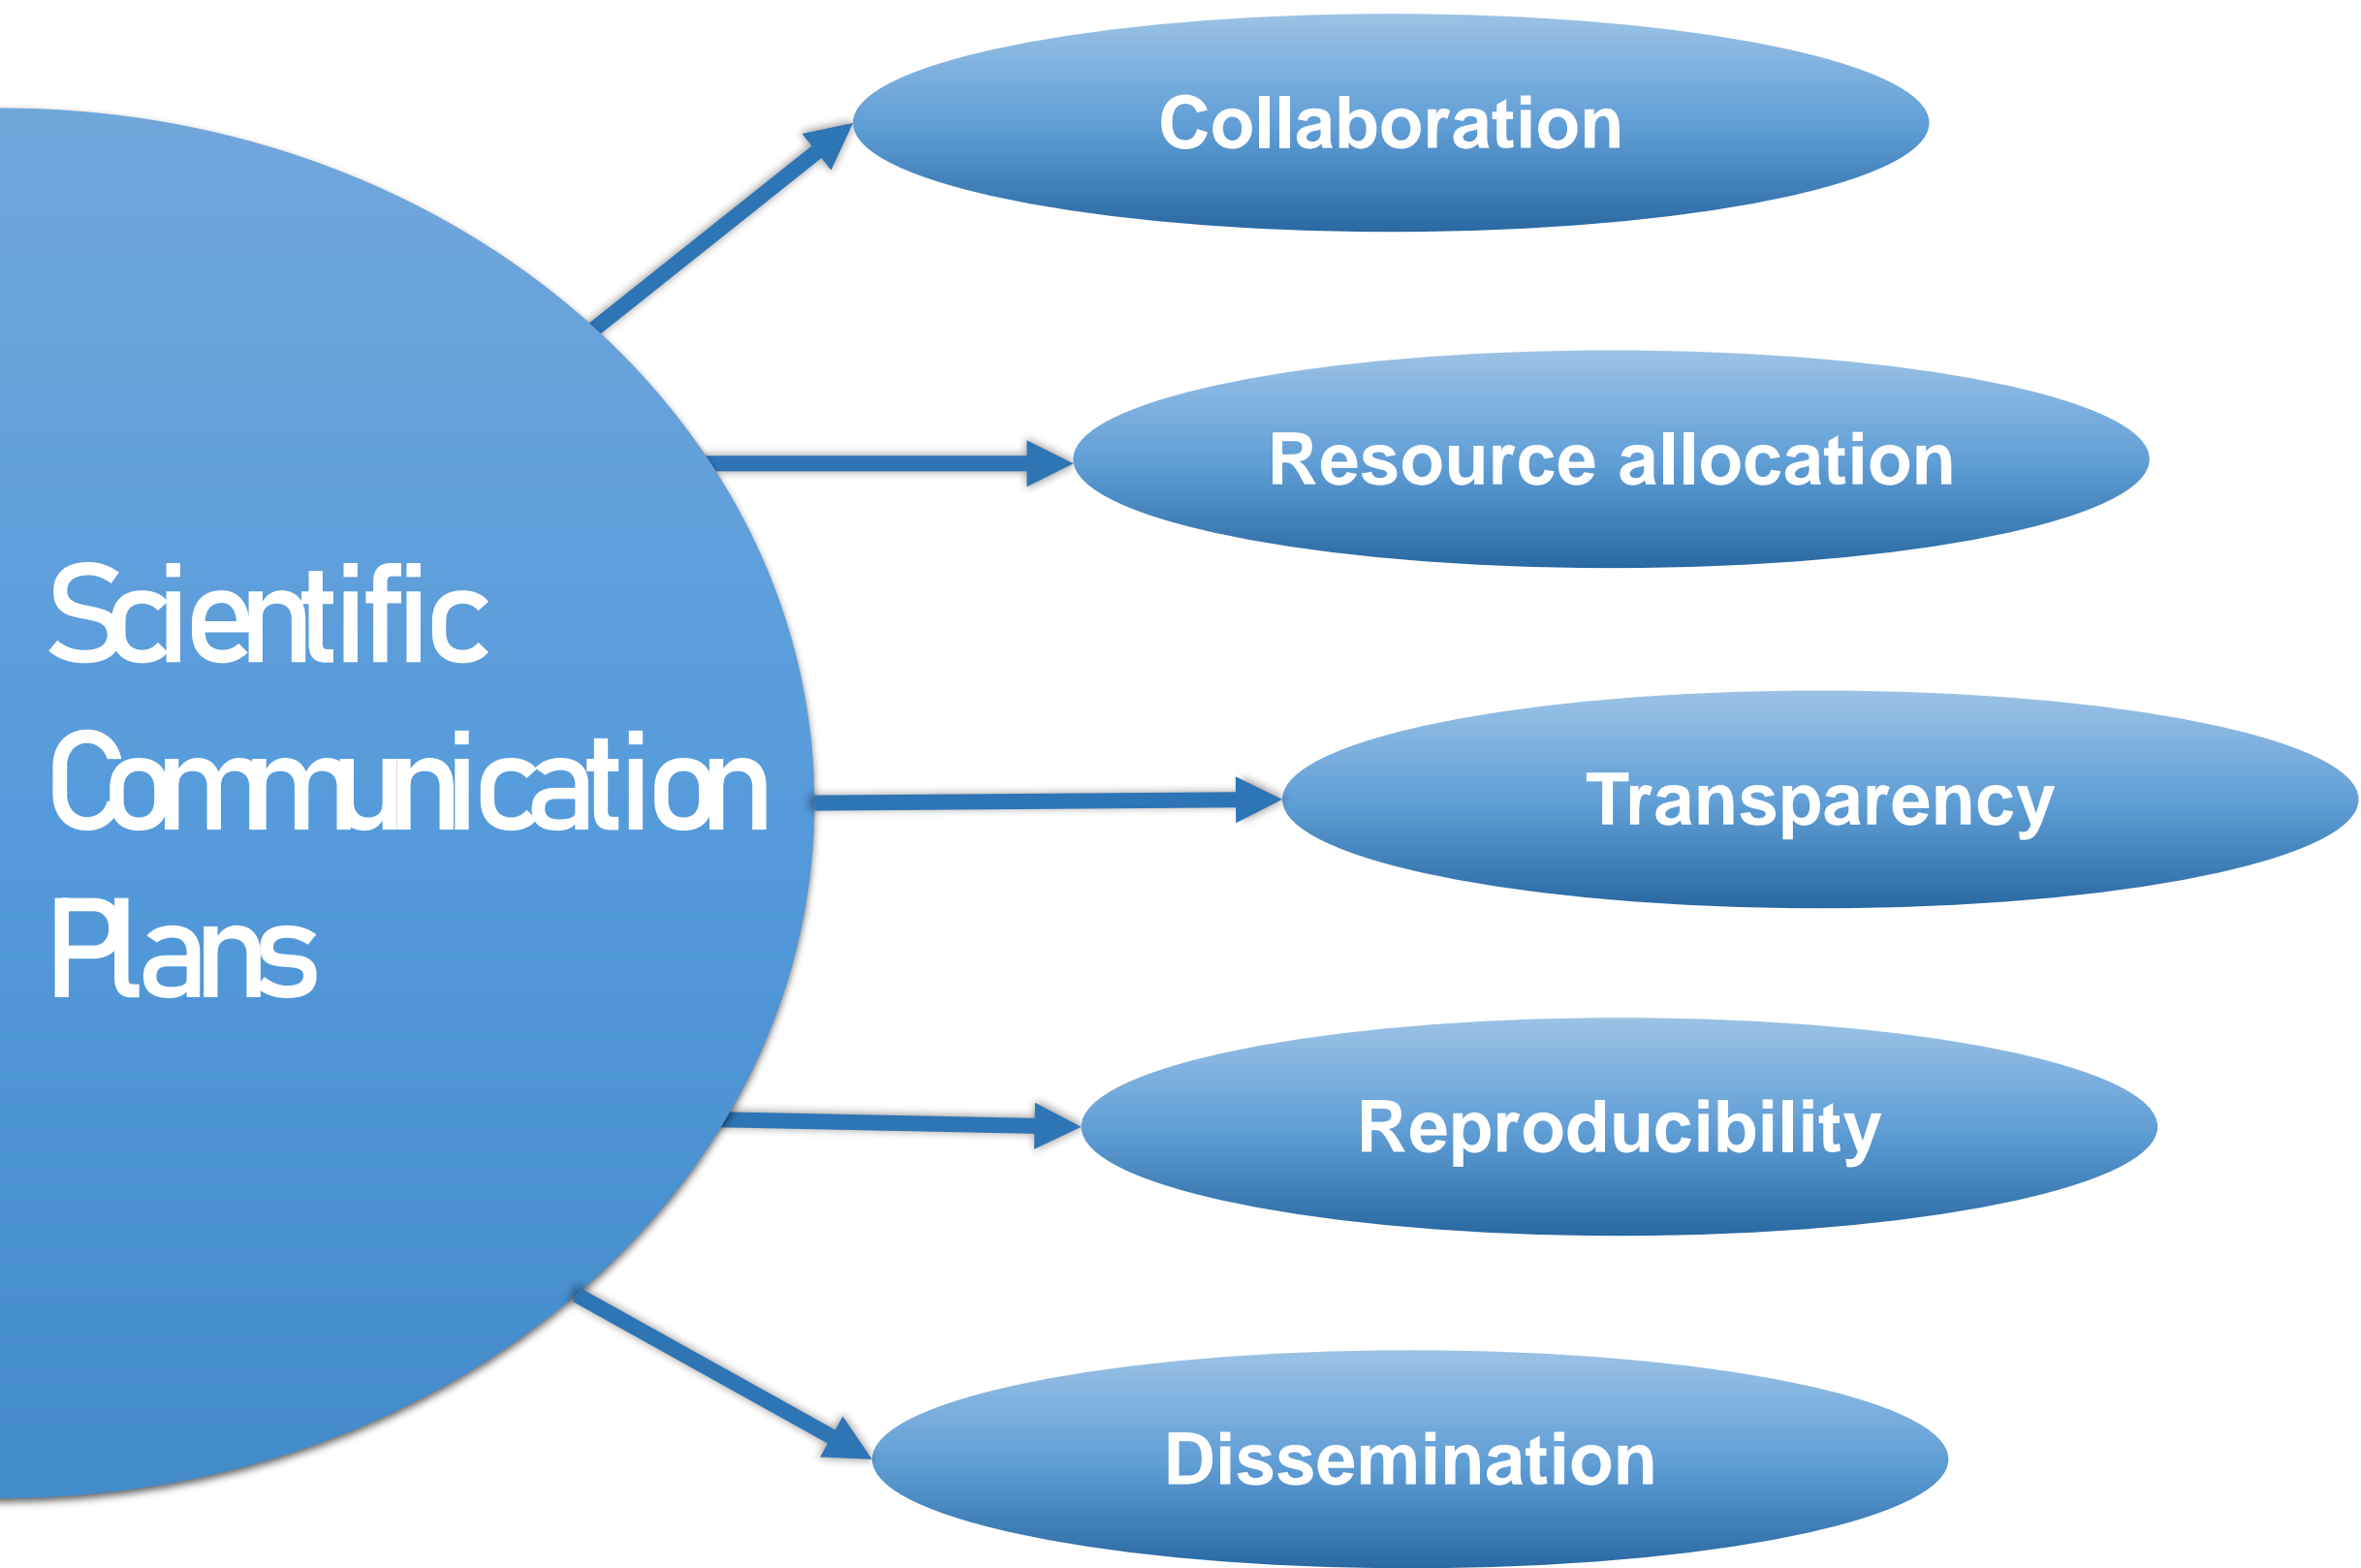 Collaboration
Resource allocation
Scientific
Communication
Plans
Transparency
Reproducibility
Dissemination